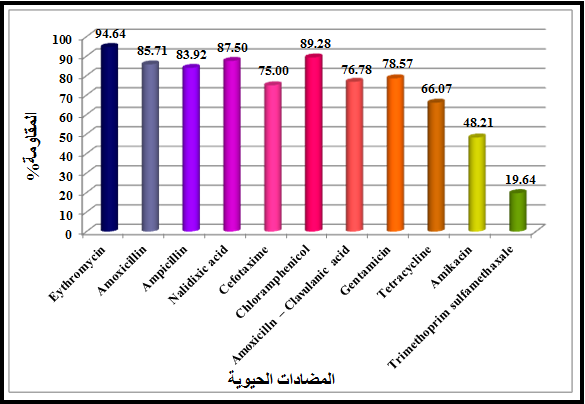 المقاومة%
100
90
80
70
60
50
40
30
20
10
0
94.64
85.71
83.92
87.50
75.00
89.28
76.78
78.57
66.07
48.21
19.64
Eythromycin
Amoxicillin
Ampicillin
Nalidixic acid
Cefotaxime
Chloramphenicol
Amoxicilln – Clavulanic acid
Gentamicin
Tetracycline
Amikacin
Trimethoprim sulfamethaxale
المضادات الحيوية